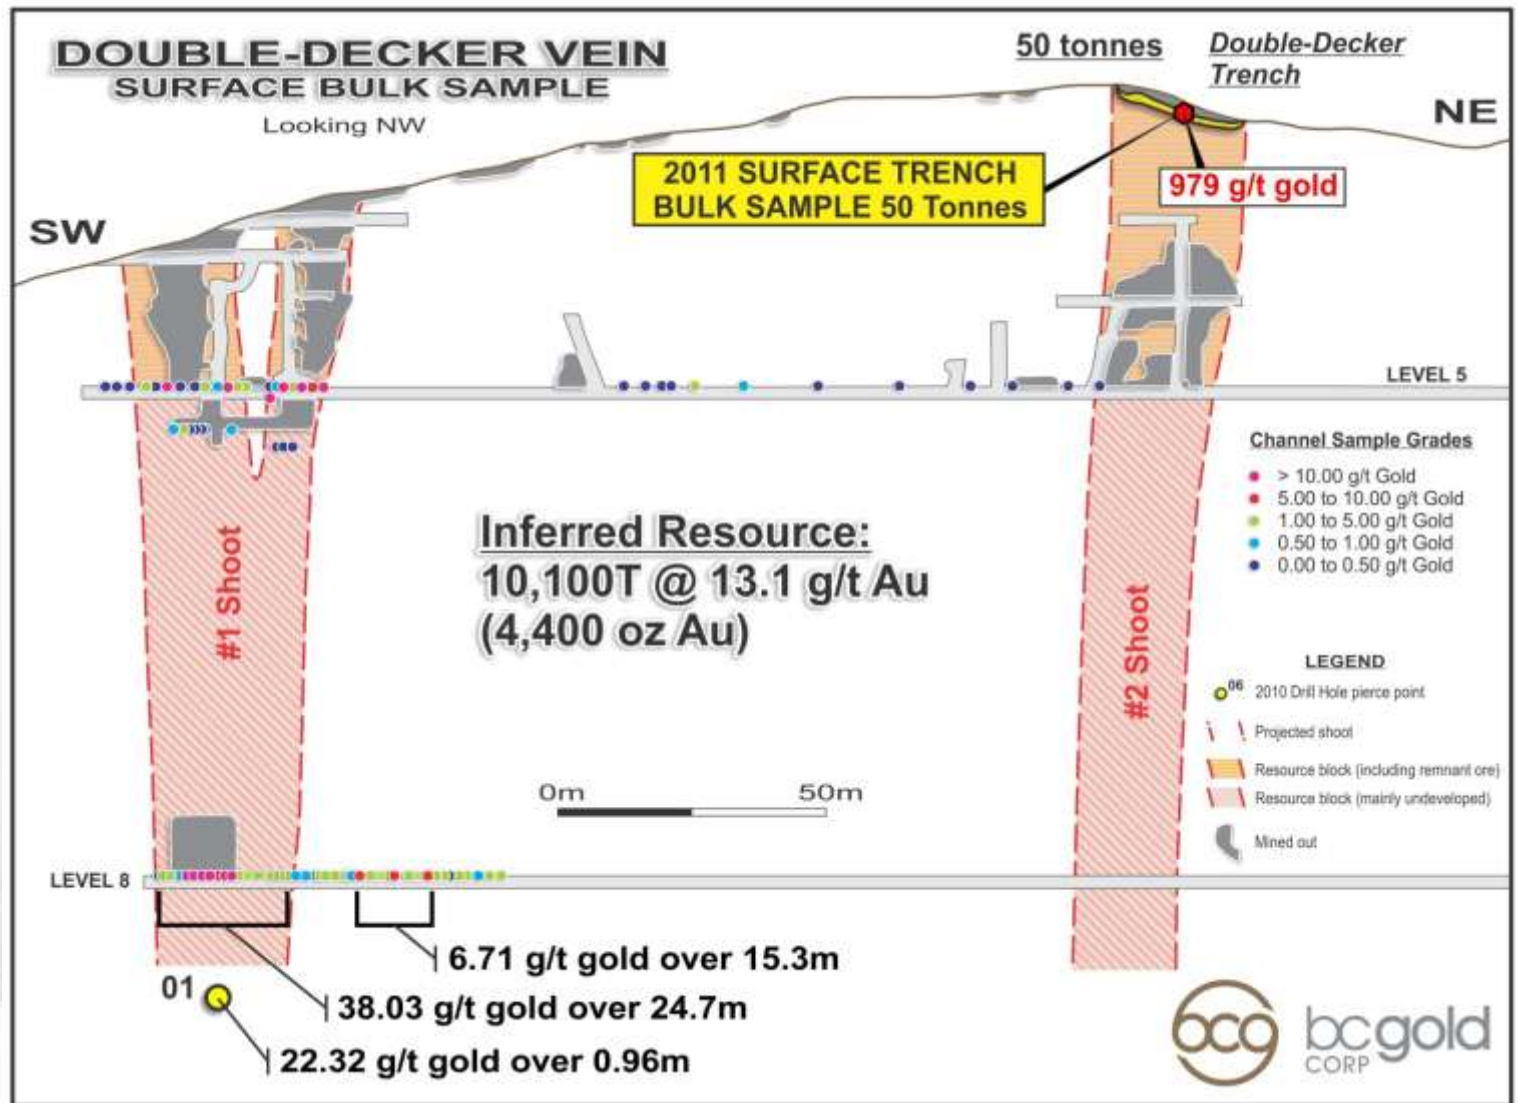 DOUBLE-DECKER VEIN
SURFACE BULK SAMPLE
Looking NW
50 tonnes
Double-Decker
Trench
NE
SW
2011 SURFACE TRENCH
BULK SAMPLE 50 Tonnes
979 g/t gold
LEVEL 5
Channel Sample Grades
> 10.00 g/t Gold
5.00 to 10.00 g/t Gold
1.00 to 5.00 g/t Gold
0.50 to 1.00 g/t Gold
0.00 to 0.50 g/t Gold
#1 Shoot
Inferred Resource:
10,100T @ 13.1 g/t Au
(4,400 oz Au)
#2 Shoot
LEGEND
06 2010 Drill Hole pierce point
Projected shoot
Resource block (including remnant ore)
Resource block (mainly undeveloped)
Mined out
0m 50m
LEVEL 8
6.71 g/t gold over 15.3m
01
38.03 g/t gold over 24.7m
22.32 g/t gold over 0.96m
bcg
bcgold
CORP